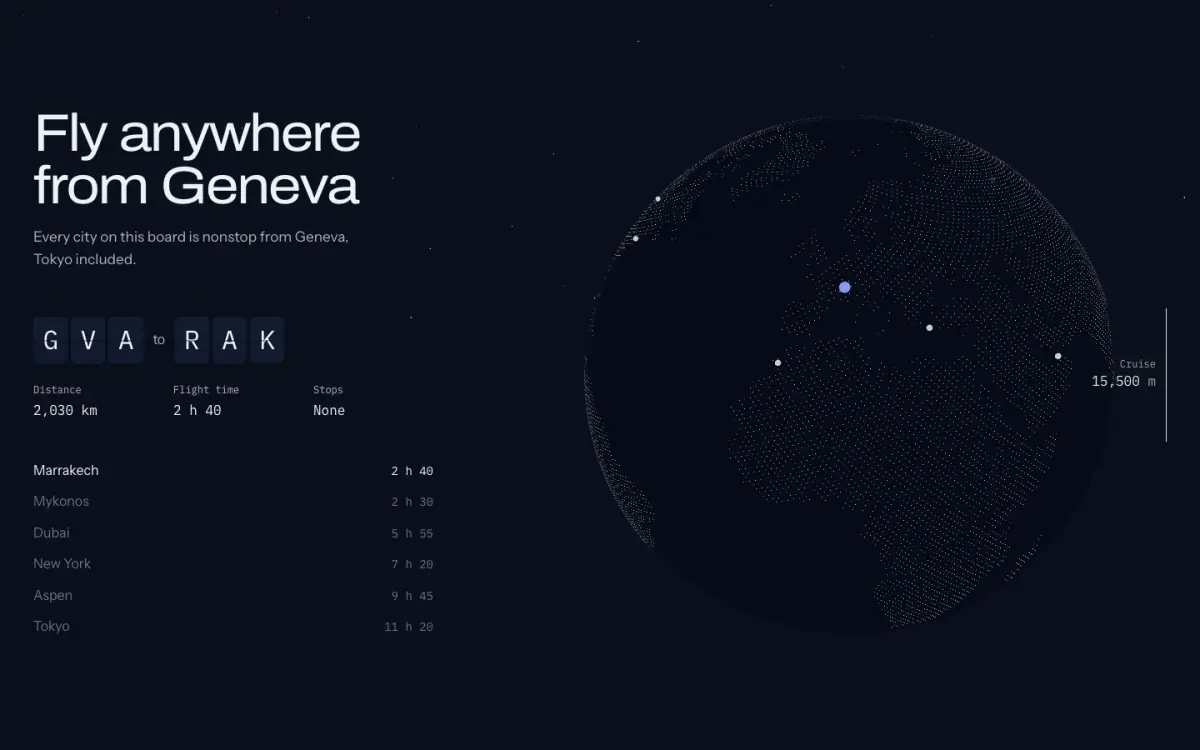 Fly anywhere
from Geneva
Every city on this board is nonstop from Geneva,
Tokyo included.
G V A to R A K
Distance Flight time Stops
2,030 km 2 h 40 None
Cruise
15,500 m
Marrakech 2 h 40
Mykonos 2 h 30
Dubai 5 h 55
New York 7 h 20
Aspen 9 h 45
Tokyo 11 h 20